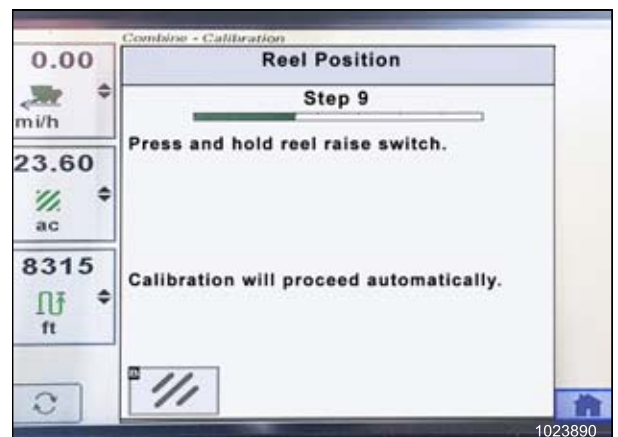 Combine - Calibration
0.00
mi/h
23.60
ac
8315
ft
Reel Position
Step 9
Press and hold reel raise switch.
Calibration will proceed automatically.
1023890